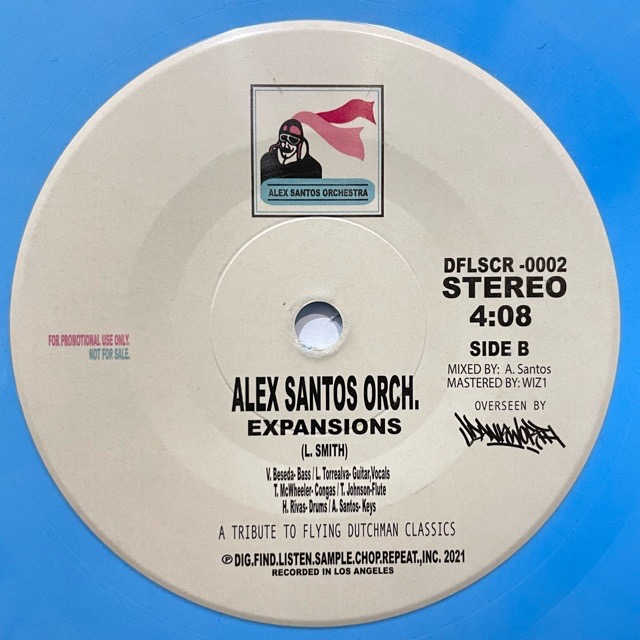 ALEX SANTOS ORCHESTRA
DFLSCR -0002
STEREO
4:08
SIDE B
MIXED BY: A. Santos
MASTERED BY: WIZ1
OVERSEEN BY
FOR PROMOTIONAL USE ONLY.
NOT FOR SALE.
ALEX SANTOS ORCH.
EXPANSIONS
(L. SMITH)
V. Beseda- Bass / L. Torrealva- Guitar,Vocals
T. McWheeler- Congas / T. Johnson-Flute
H. Rivas- Drums / A. Santos- Keys
A TRIBUTE TO FLYING DUTCHMAN CLASSICS
℗ DIG.FIND.LISTEN.SAMPLE.CHOP.REPEAT.,INC. 2021
RECORDED IN LOS ANGELES